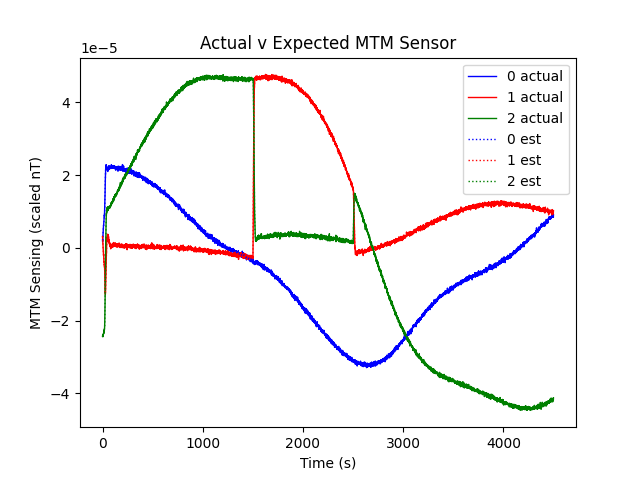 Actual v Expected MTM Sensor
1e−5
4
2
0
−2
−4
MTM Sensing (scaled nT)
0 actual
1 actual
2 actual
0 est
1 est
2 est
0 1000 2000 3000 4000
Time (s)